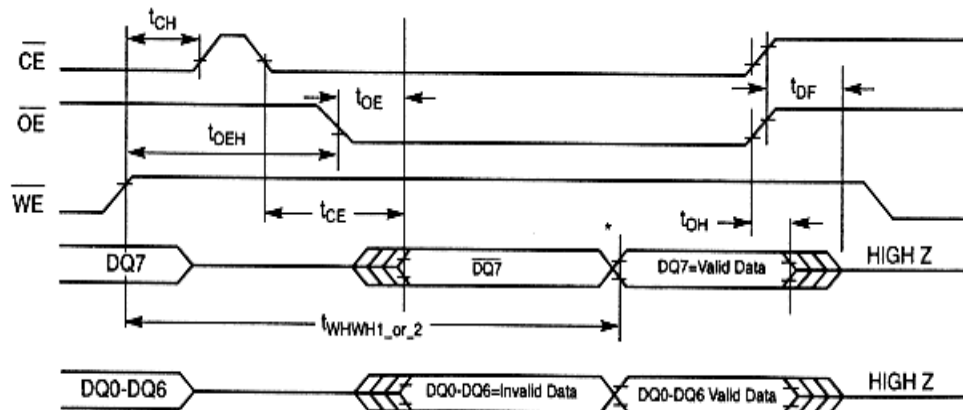 tCH
CE
tOE
tDF
OE
tOEH
WE
tCE
tOH
*
DQ7
DQ7
DQ7=Valid Data
HIGH Z
tWHWH1_or_2
DQ0-DQ6
DQ0-DQ6=Invalid Data
DQ0-DQ6 Valid Data
HIGH Z